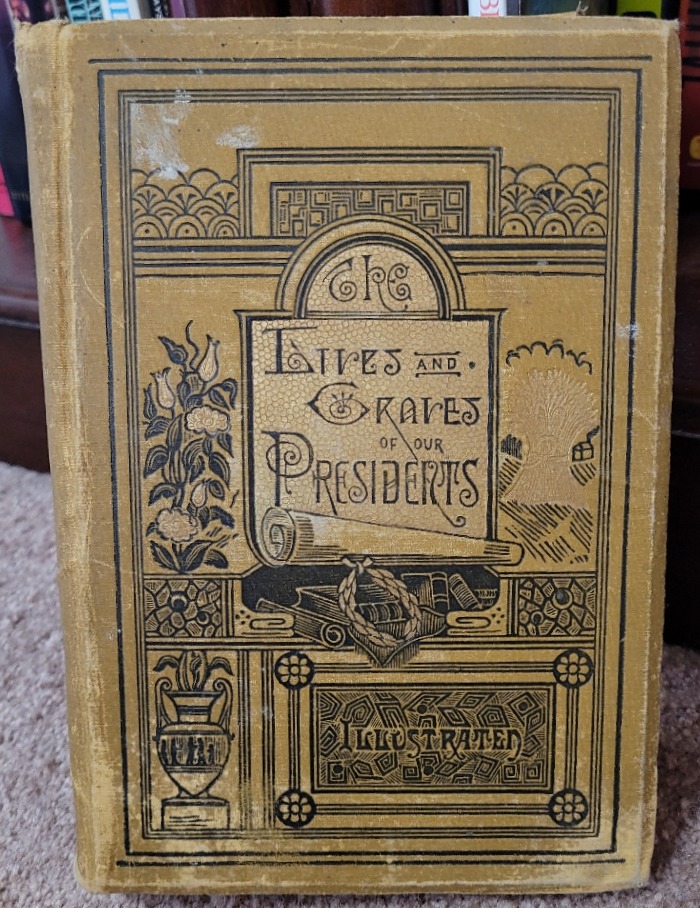 The
Lives AND
Graves
OF OUR
Presidents
Illustrated